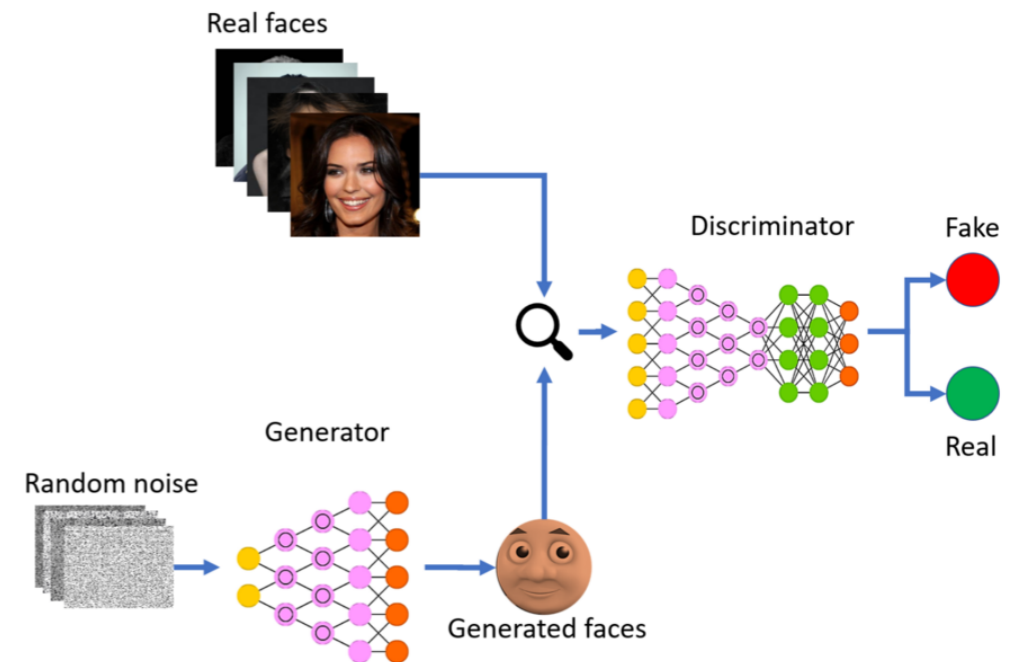 Real faces
Discriminator
Fake
Real
Generator
Random noise
Generated faces